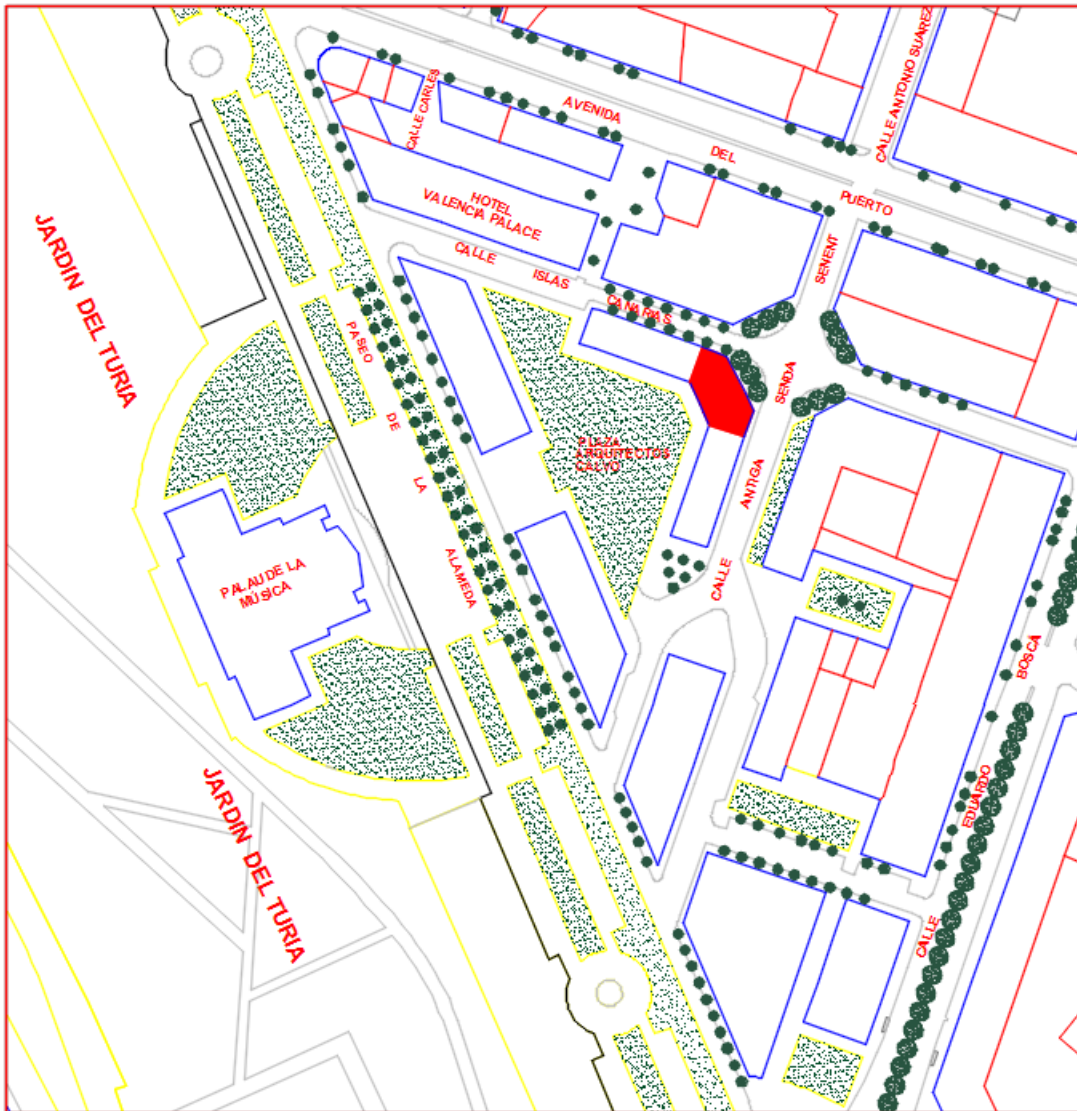 CALLE ANTONIO SUAREZ
CALLE CARLES
AVENIDA
DEL
PUERTO
HOTEL
VALENCIA PALACE
JARDIN DEL TURIA
CALLE
ISLAS
CANARIAS
SENENT
PASEO
DE
LA
ALAMEDA
SENDA
PLAZA
ARQUITECTOS
CALVO
ANTIGA
CALLE
PALAU DE LA
MÚSICA
BOSCÁ
EDUARDO
CALLE
JARDIN DEL TURIA